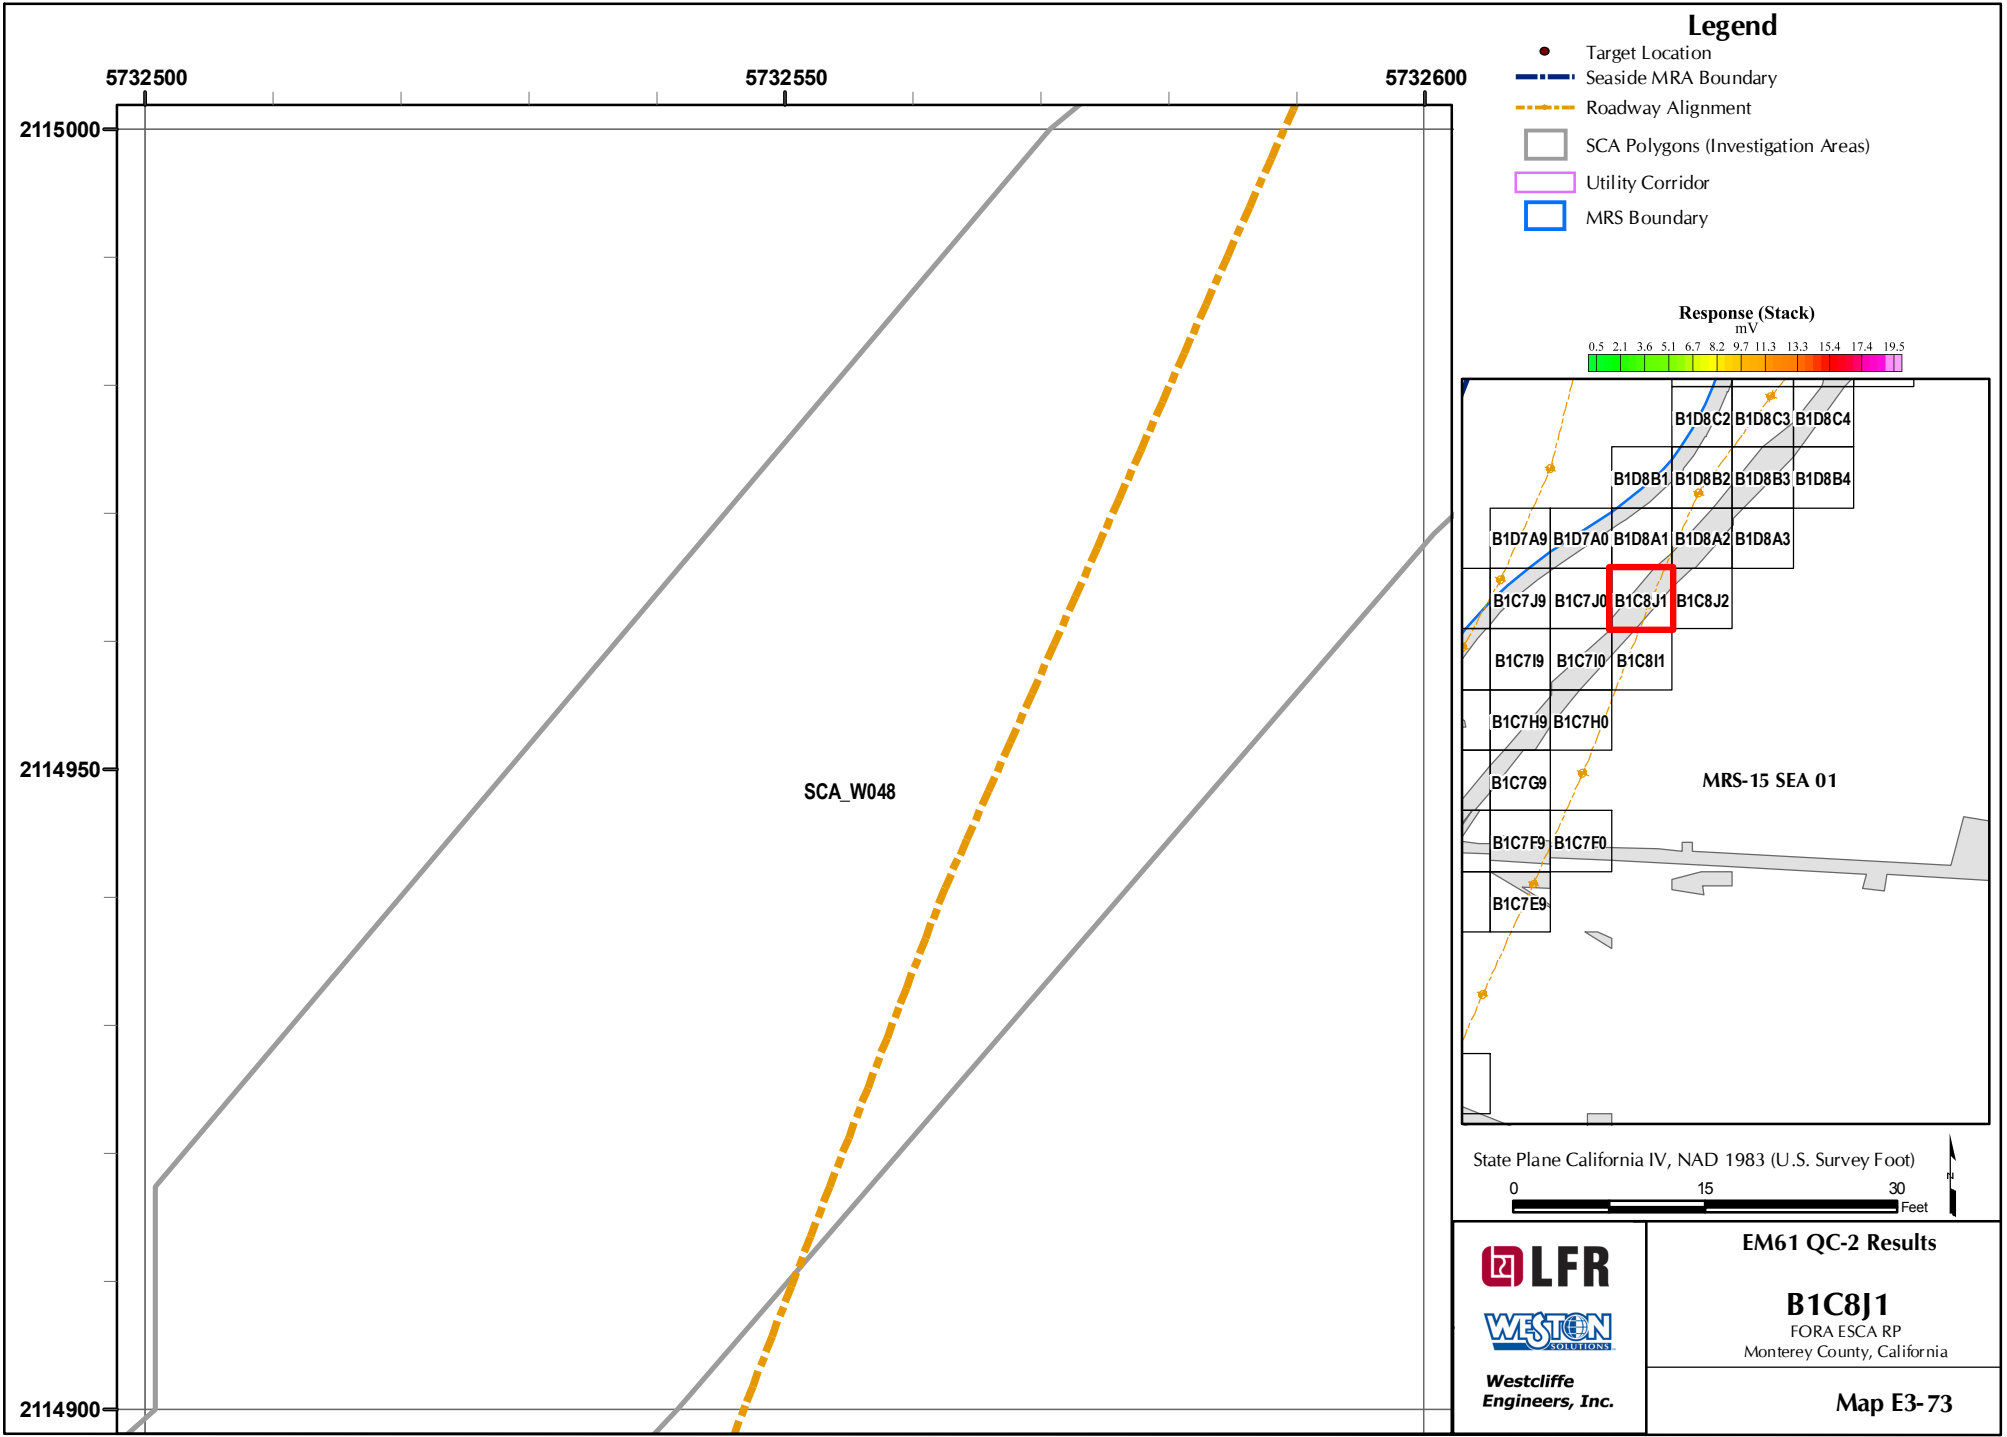 Legend
Target Location
Seaside MRA Boundary
Roadway Alignment
SCA Polygons (Investigation Areas)
Utility Corridor
MRS Boundary
5732500 5732550 5732600
2115000
2114950
2114900
SCA_W048
Response (Stack)
mV
0.5 2.1 3.6 5.1 6.7 8.2 9.7 11.3 13.3 15.4 17.4 19.5
B1D8C2 B1D8C3 B1D8C4
B1D8B1 B1D8B2 B1D8B3 B1D8B4
B1D7A9 B1D7A0 B1D8A1 B1D8A2 B1D8A3
B1C7J9 B1C7J0 B1C8J1 B1C8J2
B1C7I9 B1C7I0 B1C8I1
B1C7H9 B1C7H0
B1C7G9
MRS-15 SEA 01
B1C7F9 B1C7F0
B1C7E9
State Plane California IV, NAD 1983 (U.S. Survey Foot)
N
0 15 30
Feet
LFR
WESTON
SOLUTIONS
Westcliffe
Engineers, Inc.
EM61 QC-2 Results
B1C8J1
FORA ESCA RP
Monterey County, California
Map E3-73